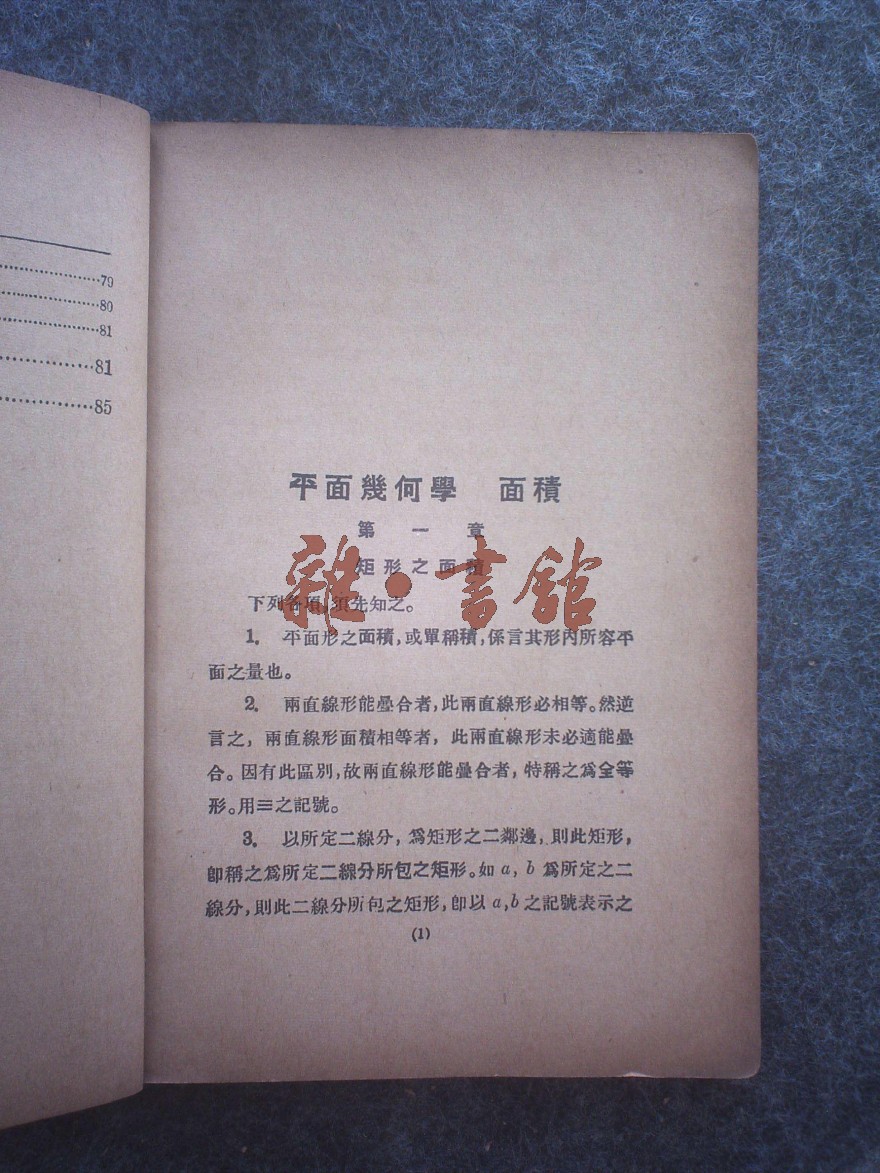 79
80
81
81
85
平面幾何學　面積
第一章
矩形之面積
下列各項，須先知之。
1.　平面形之面積，或單稱積，係言其形內所容平
面之量也。
2.　兩直線形能疊合者，此兩直線形必相等。然逆
言之，兩直線形面積相等者，此兩直線形未必適能疊
合。因有此區別，故兩直線形能疊合者，特稱之爲全等
形。用≡之記號。
3.　以所定二線分，爲矩形之二鄰邊，則此矩形，
卽稱之爲所定二線分所包之矩形。如 a, b 爲所定之二
線分，則此二線分所包之矩形，卽以 a,b 之記號表示之
(1)
雜·書館